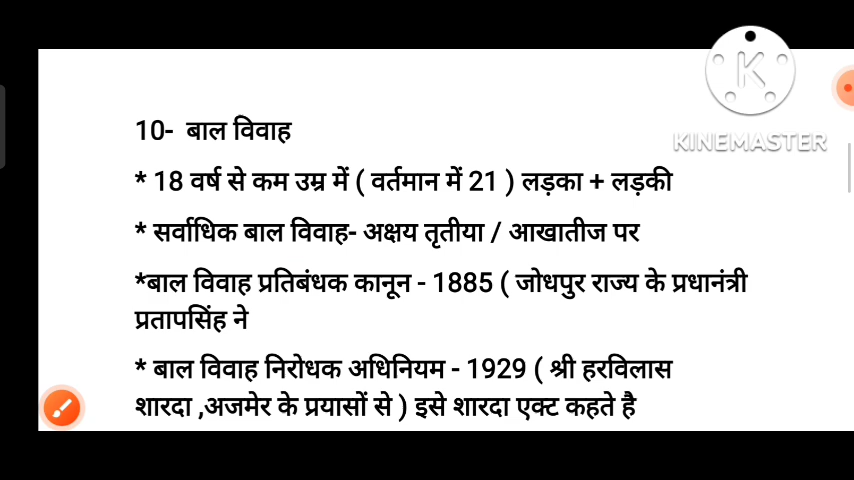 KINEMASTER
10- बाल विवाह
* 18 वर्ष से कम उम्र में ( वर्तमान में 21 ) लड़का + लड़की
* सर्वाधिक बाल विवाह- अक्षय तृतीया / आखातीज पर
*बाल विवाह प्रतिबंधक कानून - 1885 ( जोधपुर राज्य के प्रधानंत्री
प्रतापसिंह ने
* बाल विवाह निरोधक अधिनियम - 1929 ( श्री हरविलास
शारदा ,अजमेर के प्रयासों से ) इसे शारदा एक्ट कहते है